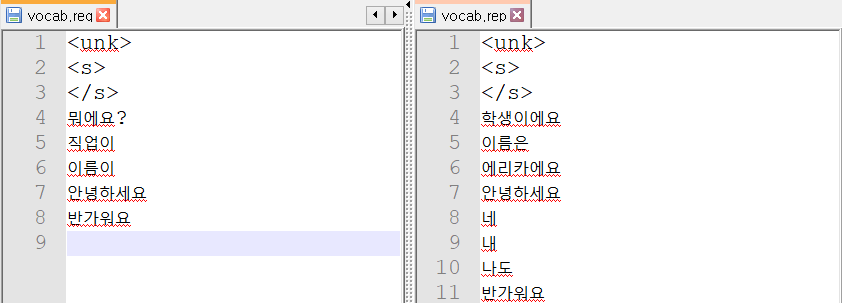 vocab.req
1 <unk>
2 <s>
3 </s>
4 뭐에요?
5 직업이
6 이름이
7 안녕하세요
8 반가워요
9
vocab.rep
1 <unk>
2 <s>
3 </s>
4 학생이에요
5 이름은
6 에리카에요
7 안녕하세요
8 네
9 내
10 나도
11 반가워요